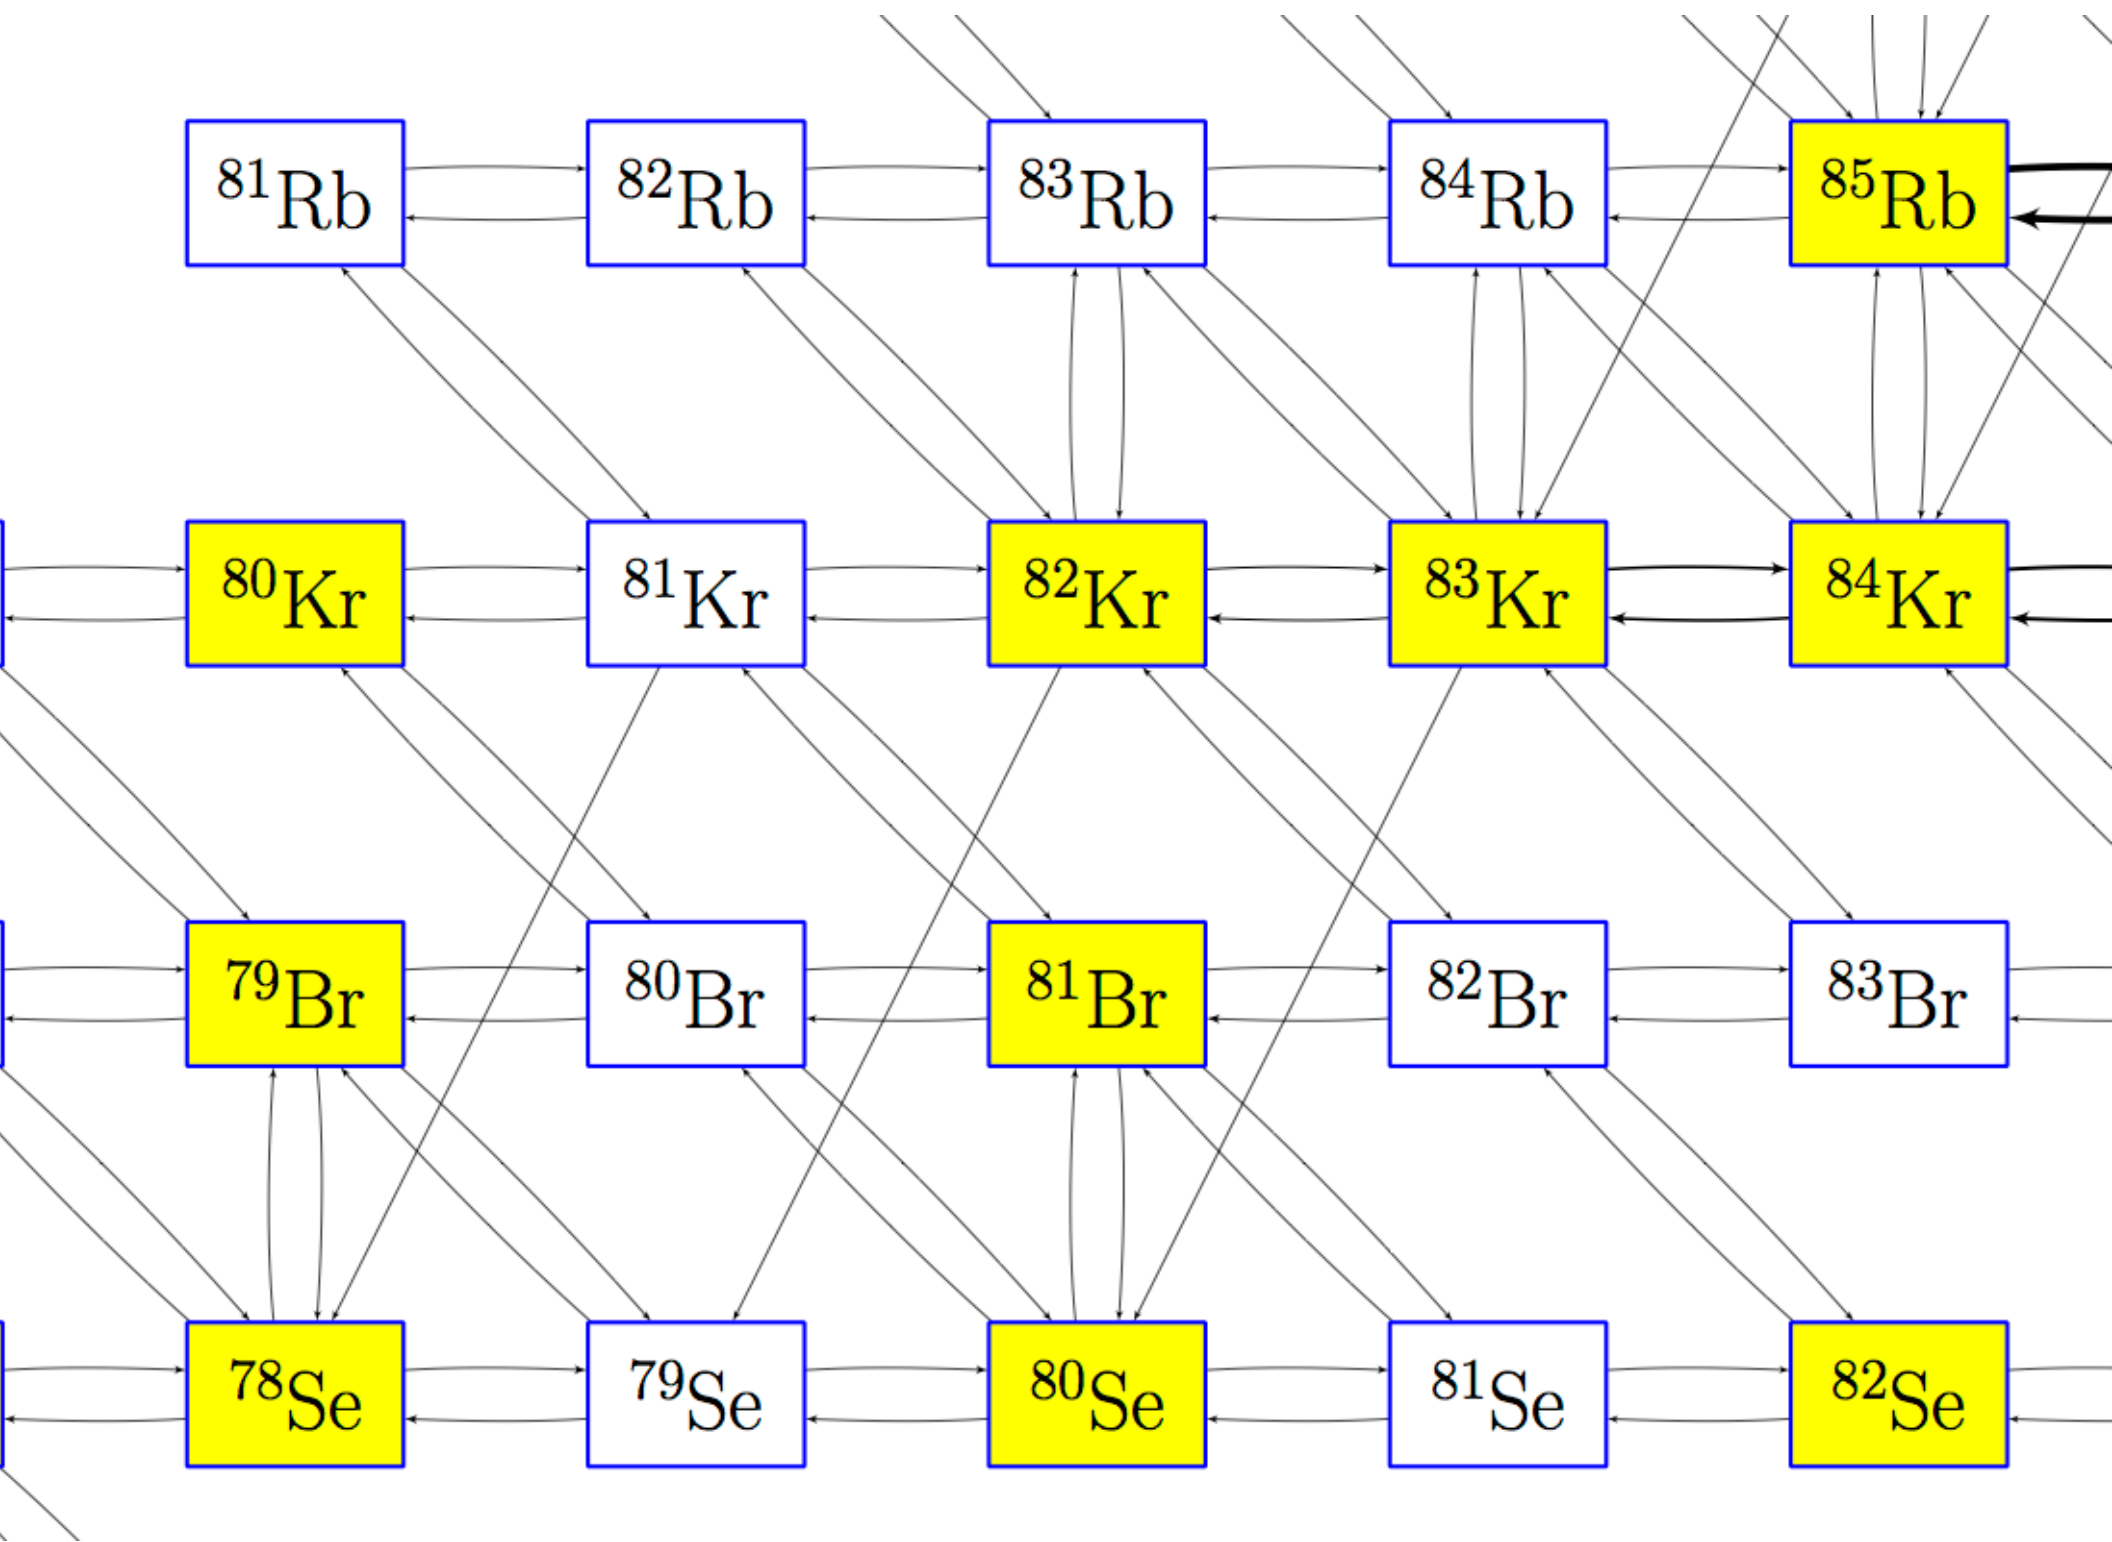 ⁸¹Rb ⁸²Rb ⁸³Rb ⁸⁴Rb ⁸⁵Rb
⁸⁰Kr ⁸¹Kr ⁸²Kr ⁸³Kr ⁸⁴Kr
⁷⁹Br ⁸⁰Br ⁸¹Br ⁸²Br ⁸³Br
⁷⁸Se ⁷⁹Se ⁸⁰Se ⁸¹Se ⁸²Se